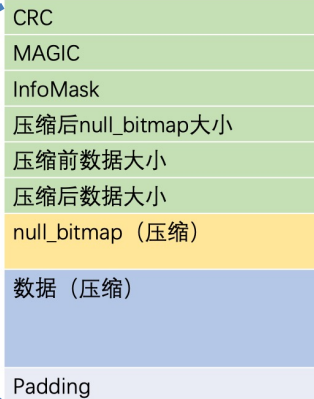 CRC
MAGIC
InfoMask
压缩后null_bitmap大小
压缩前数据大小
压缩后数据大小
null_bitmap（压缩）
数据（压缩）
Padding